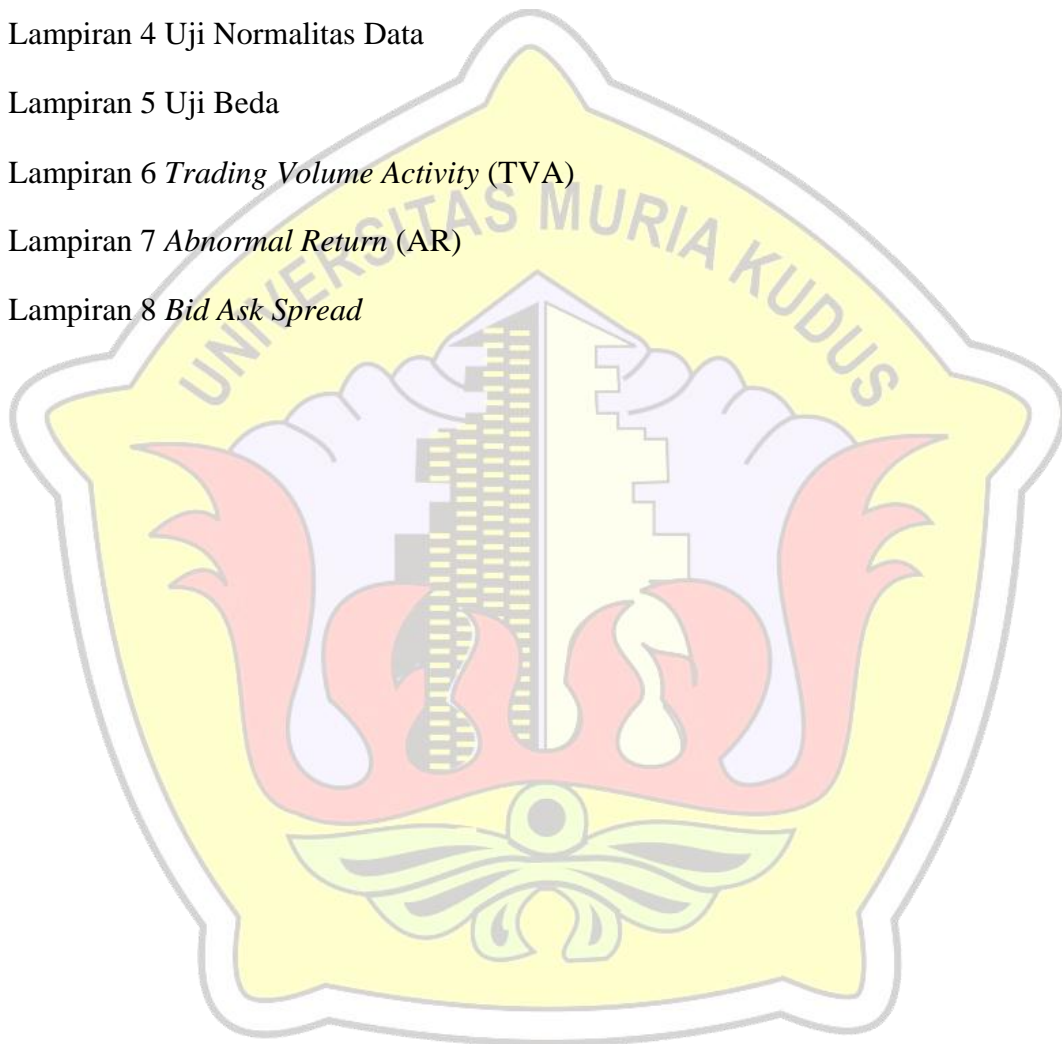 Lampiran 4 Uji Normalitas Data
Lampiran 5 Uji Beda
Lampiran 6 Trading Volume Activity (TVA)
Lampiran 7 Abnormal Return (AR)
Lampiran 8 Bid Ask Spread
UNIVERSITAS MURIA KUDUS